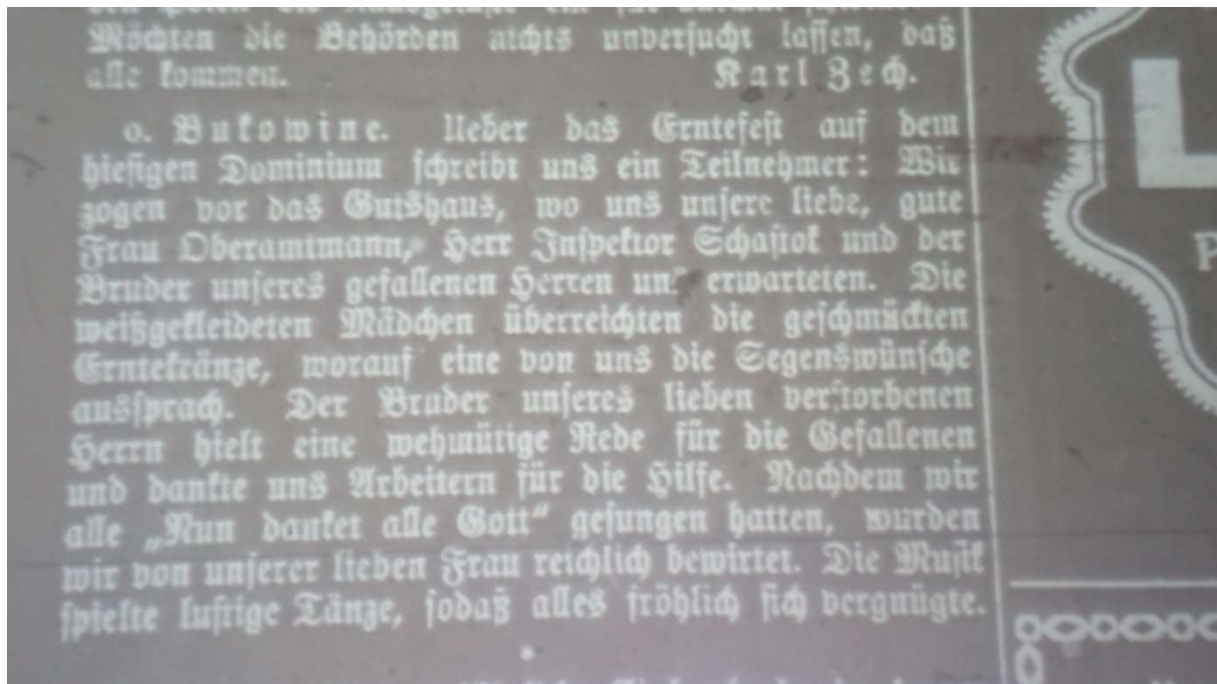 Möchten die Behörden nichts unversucht lassen, daß
alle kommen. Karl Zech.
o. Bukowine. Ueber das Erntefest auf dem
hiesigen Dominium schreibt uns ein Teilnehmer: Wir
zogen vor das Gutshaus, wo uns unsere liebe, gute
Frau Oberamtmann, Herr Inspektor Schastok und der
Bruder unseres gefallenen Herren uns erwarteten. Die
weißgekleideten Mädchen überreichten die geschmückten
Erntekränze, worauf eine von uns die Segenswünsche
aussprach. Der Bruder unseres lieben verstorbenen
Herrn hielt eine wehmütige Rede für die Gefallenen
und dankte uns Arbeitern für die Hilfe. Nachdem wir
alle „Nun danket alle Gott“ gesungen hatten, wurden
wir von unserer lieben Frau reichlich bewirtet. Die Musik
spielte lustige Tänze, sodaß alles fröhlich sich vergnügte.
L
P